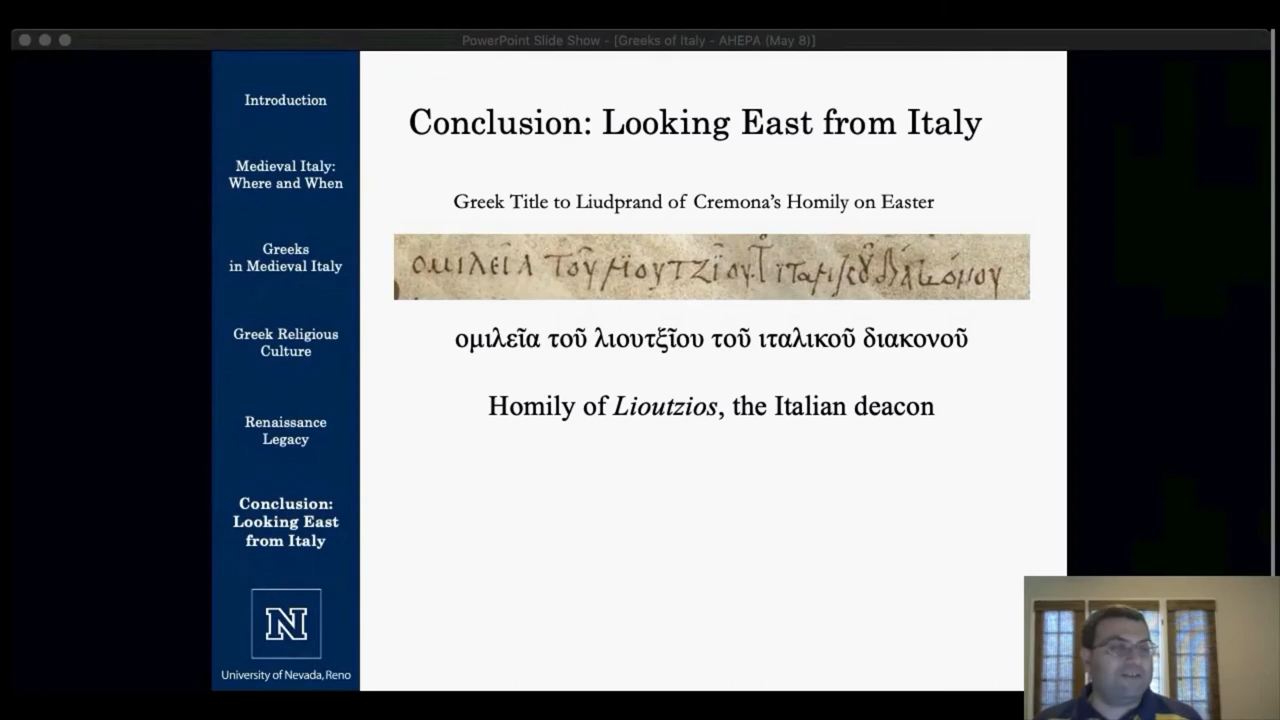 PowerPoint Slide Show - [Greeks of Italy - AHEPA (May 8)]
Introduction
Medieval Italy:
Where and When
Greeks
in Medieval Italy
Greek Religious
Culture
Renaissance
Legacy
Conclusion:
Looking East
from Italy
N
University of Nevada, Reno
Conclusion: Looking East from Italy
Greek Title to Liudprand of Cremona's Homily on Easter
ομιλεῖα τοῦ
ομιλεῖα τοῦ λιουτξῖου τοῦ ιταλικοῦ διακονοῦ
Homily of Lioutzios, the Italian deacon